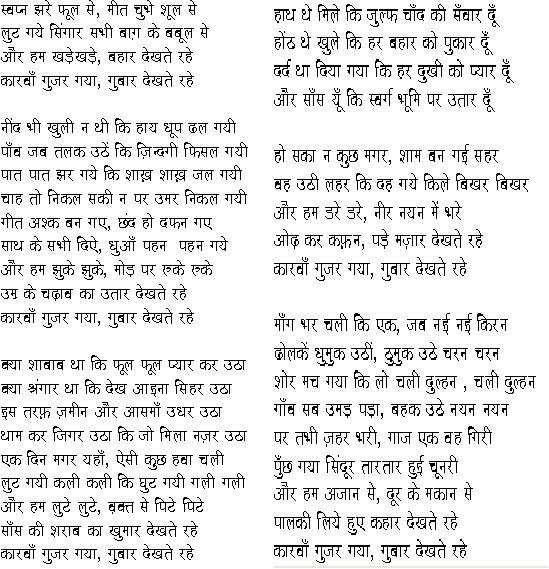 स्वप्न झरे फूल से, मीत चुभे शूल से
लुट गये सिंगार सभी बाग़ के बबूल से
और हम खड़ेखड़े, बहार देखते रहे
कारवाँ गुजर गया, गुबार देखते रहे
नींद भी खुली न थी कि हाय धूप ढल गयी
पाँव जब तलक उठें कि ज़िन्दगी फिसल गयी
पात पात झर गये कि शाख़ शाख़ जल गयी
चाह तो निकल सकी न पर उमर निकल गयी
गीत अश्क बन गए, छंद हो दफन गए
साथ के सभी दिऐ, धुआँ पहन पहन गये
और हम झुके झुके, मोड़ पर रुके रुके
उम्र के चढ़ाव का उतार देखते रहे
कारवाँ गुजर गया, गुबार देखते रहे
क्या शाबाब था कि फूल फूल प्यार कर उठा
क्या श्रंगार था कि देख आइना सिहर उठा
इस तरफ़ ज़मीन और आसमाँ उधर उठा
थाम कर जिगर उठा कि जो मिला नज़र उठा
एक दिन मगर यहाँ, ऐसी कुछ हवा चली
लुट गयी कली कली कि घुट गयी गली गली
और हम लुटे लुटे, वक्त से पिटे पिटे
साँस की शराब का खुमार देखते रहे
कारवाँ गुजर गया, गुबार देखते रहे
हाथ थे मिले कि जुल्फ चाँद की सँवार दूँ
होंठ थे खुले कि हर बहार को पुकार दूँ
दर्द था दिया गया कि हर दुखी को प्यार दूँ
और साँस यूँ कि स्वर्ग भूमि पर उतार दूँ
हो सका न कुछ मगर, शाम बन गई सहर
वह उठी लहर कि दह गये किले बिखर बिखर
और हम डरे डरे, नीर नयन में भरे
ओढ़ कर कफ़न, पड़े मज़ार देखते रहे
कारवाँ गुजर गया, गुबार देखते रहे
माँग भर चली कि एक, जब नई नई किरन
ढोलकें धुमुक उठीं, ठुमुक उठे चरन चरन
शोर मच गया कि लो चली दुल्हन , चली दुल्हन
गाँव सब उमड़ पड़ा, बहक उठे नयन नयन
पर तभी ज़हर भरी, गाज एक वह गिरी
पुँछ गया सिंदूर तारतार हुई चूनरी
और हम अजान से, दूर के मकान से
पालकी लिये हुए कहार देखते रहे
कारवाँ गुजर गया, गुबार देखते रहे